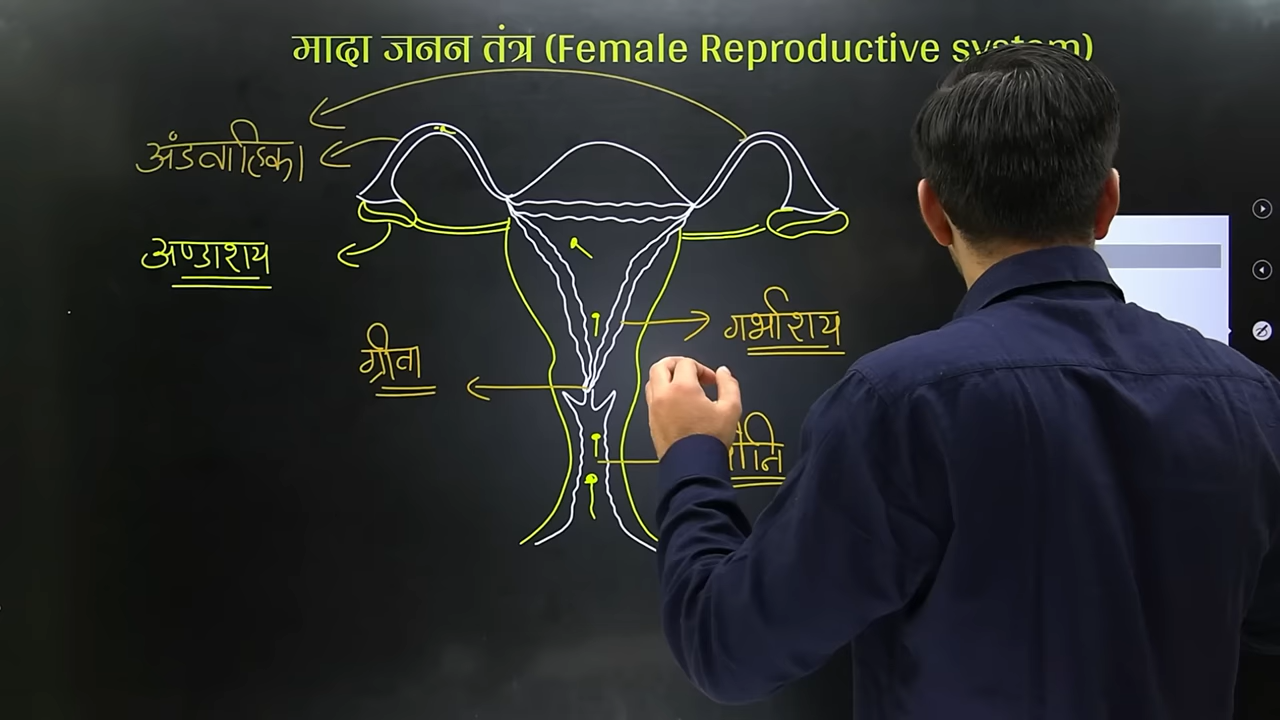 मादा जनन तंत्र (Female Reproductive system)
अंडवाहिका
अण्डाशय
गर्भाशय
ग्रीवा